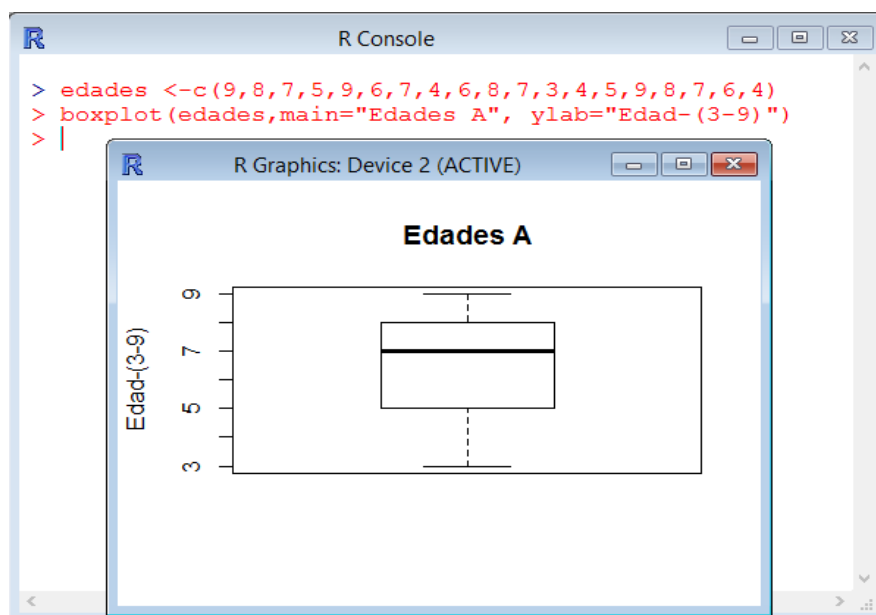 R Console
> edades <-c(9,8,7,5,9,6,7,4,6,8,7,3,4,5,9,8,7,6,4)
> boxplot(edades,main="Edades A", ylab="Edad-(3-9)")
>
R Graphics: Device 2 (ACTIVE)
Edades A
Edad-(3-9)
9
7
5
3